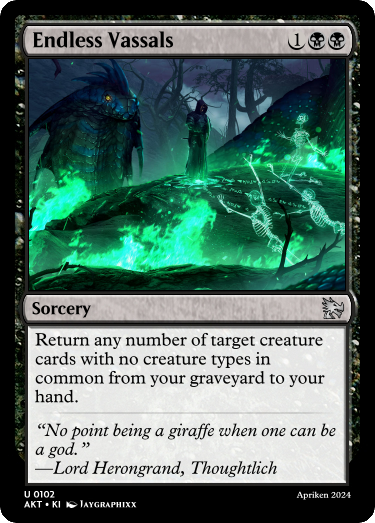 Endless Vassals 1
Sorcery
Return any number of target creature
cards with no creature types in
common from your graveyard to your
hand.
“No point being a giraffe when one can be
a god.”
—Lord Herongrand, Thoughtlich
U 0102
AKT • KI JAYGRAPHIXX
Apriken 2024